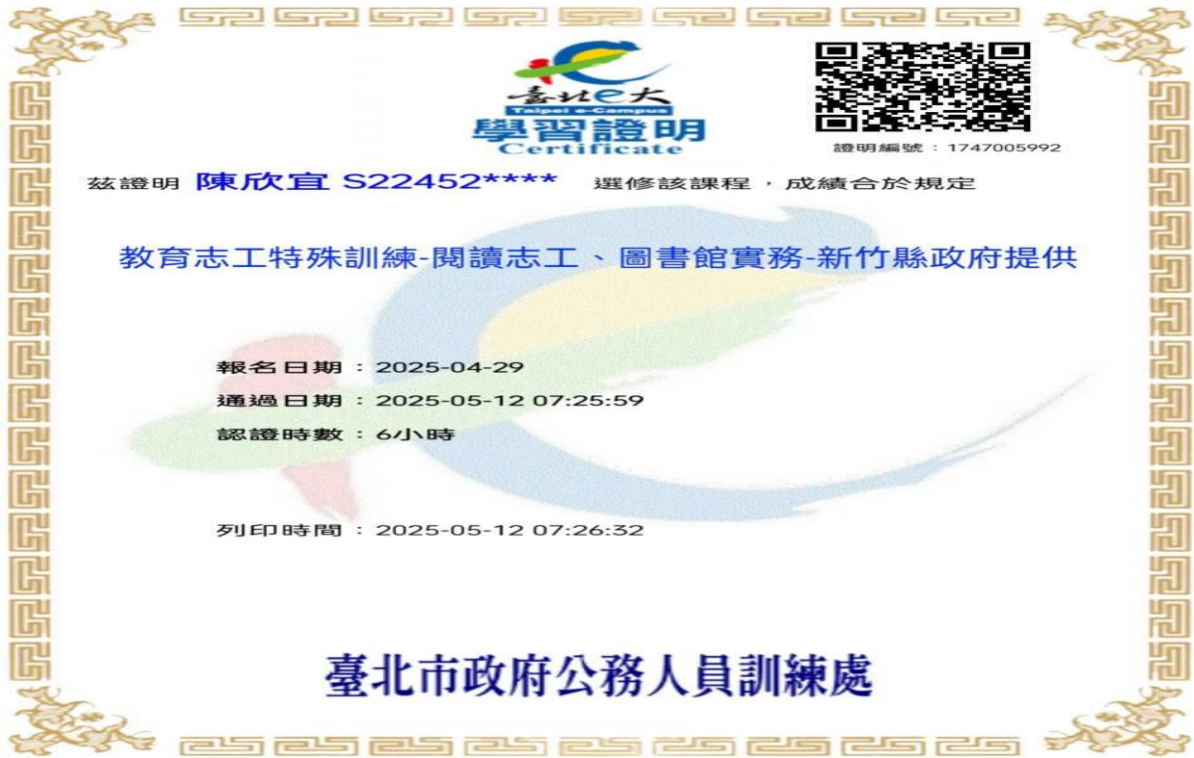 臺北e大
Taipei e-Campus
學習證明
Certificate
證明編號：1747005992
茲證明 陳欣宜 S22452**** 選修該課程，成績合於規定
教育志工特殊訓練-閱讀志工、圖書館實務-新竹縣政府提供
報名日期：2025-04-29
通過日期：2025-05-12 07:25:59
認證時數：6小時
列印時間：2025-05-12 07:26:32
臺北市政府公務人員訓練處